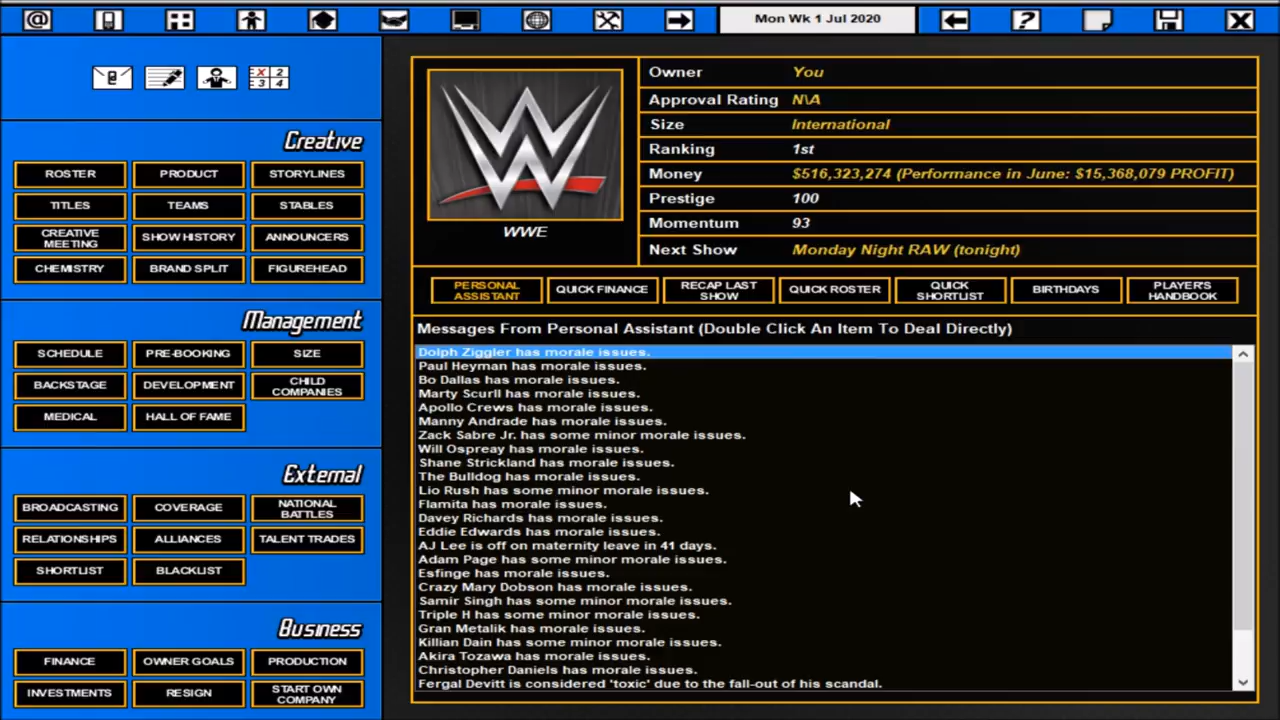 Mon Wk 1 Jul 2020
Creative
ROSTER
PRODUCT
STORYLINES
TITLES
TEAMS
STABLES
CREATIVE
MEETING
SHOW HISTORY
ANNOUNCERS
CHEMISTRY
BRAND SPLIT
FIGUREHEAD
Management
SCHEDULE
PRE-BOOKING
SIZE
BACKSTAGE
DEVELOPMENT
CHILD
COMPANIES
MEDICAL
HALL OF FAME
External
BROADCASTING
COVERAGE
NATIONAL
BATTLES
RELATIONSHIPS
ALLIANCES
TALENT TRADES
SHORTLIST
BLACKLIST
Business
FINANCE
OWNER GOALS
PRODUCTION
INVESTMENTS
RESIGN
START OWN
COMPANY
WWE
Owner You
Approval Rating N\A
Size International
Ranking 1st
Money $516,323,274 (Performance in June: $15,368,079 PROFIT)
Prestige 100
Momentum 93
Next Show Monday Night RAW (tonight)
PERSONAL
ASSISTANT
QUICK FINANCE
RECAP LAST
SHOW
QUICK ROSTER
QUICK
SHORTLIST
BIRTHDAYS
PLAYER'S
HANDBOOK
Messages From Personal Assistant (Double Click An Item To Deal Directly)
Dolph Ziggler has morale issues.
Paul Heyman has morale issues.
Bo Dallas has morale issues.
Marty Scurll has morale issues.
Apollo Crews has morale issues.
Manny Andrade has morale issues.
Zack Sabre Jr. has some minor morale issues.
Will Ospreay has morale issues.
Shane Strickland has morale issues.
The Bulldog has morale issues.
Lio Rush has some minor morale issues.
Flamita has morale issues.
Davey Richards has morale issues.
Eddie Edwards has morale issues.
AJ Lee is off on maternity leave in 41 days.
Adam Page has some minor morale issues.
Esfinge has morale issues.
Crazy Mary Dobson has morale issues.
Samir Singh has some minor morale issues.
Triple H has some minor morale issues.
Gran Metalik has morale issues.
Killian Dain has some minor morale issues.
Akira Tozawa has morale issues.
Christopher Daniels has morale issues.
Fergal Devitt is considered 'toxic' due to the fall-out of his scandal.